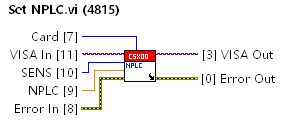 Set NPLC.vi (4815)
Card [7]
VISA In [11]
SENS [10]
NPLC [9]
Error In [8]
CSX00
NPLC
[3] VISA Out
[0] Error Out